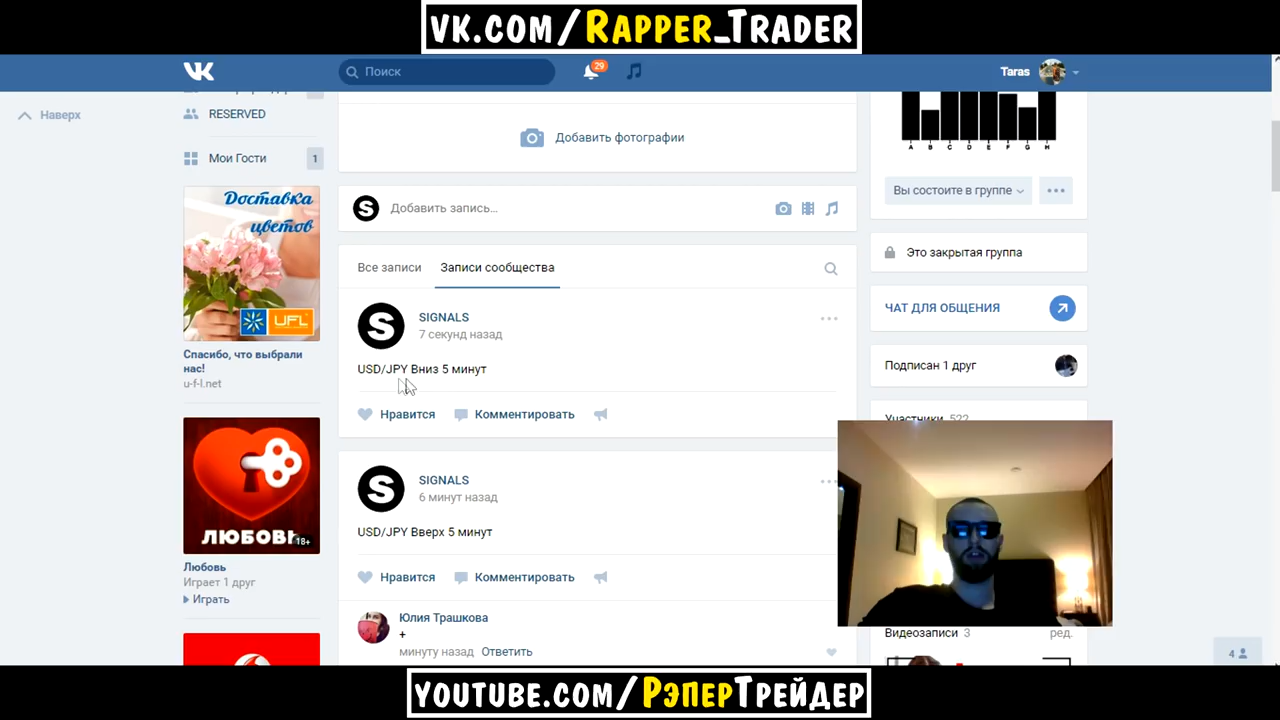 VK.COM/RAPPER_TRADER
Поиск
29
Taras
Наверх
RESERVED
Мои Гости
1
Доставка
цветов
UFL
Спасибо, что выбрали
нас!
u-f-l.net
ЛЮБОВЬ
18+
Любовь
Играет 1 друг
Играть
Добавить фотографии
S
Добавить запись...
Все записи
Записи сообщества
S
SIGNALS
7 секунд назад
USD/JPY Вниз 5 минут
Нравится
Комментировать
S
SIGNALS
6 минут назад
USD/JPY Вверх 5 минут
Нравится
Комментировать
Юлия Трашкова
+
минуту назад
Ответить
A B C D E F G H
Вы состоите в группе
Это закрытая группа
ЧАТ ДЛЯ ОБЩЕНИЯ
Подписан 1 друг
Участники 522
Видеозаписи 3
ред.
4
YOUTUBE.COM/РЭПЕРТРЕЙДЕР